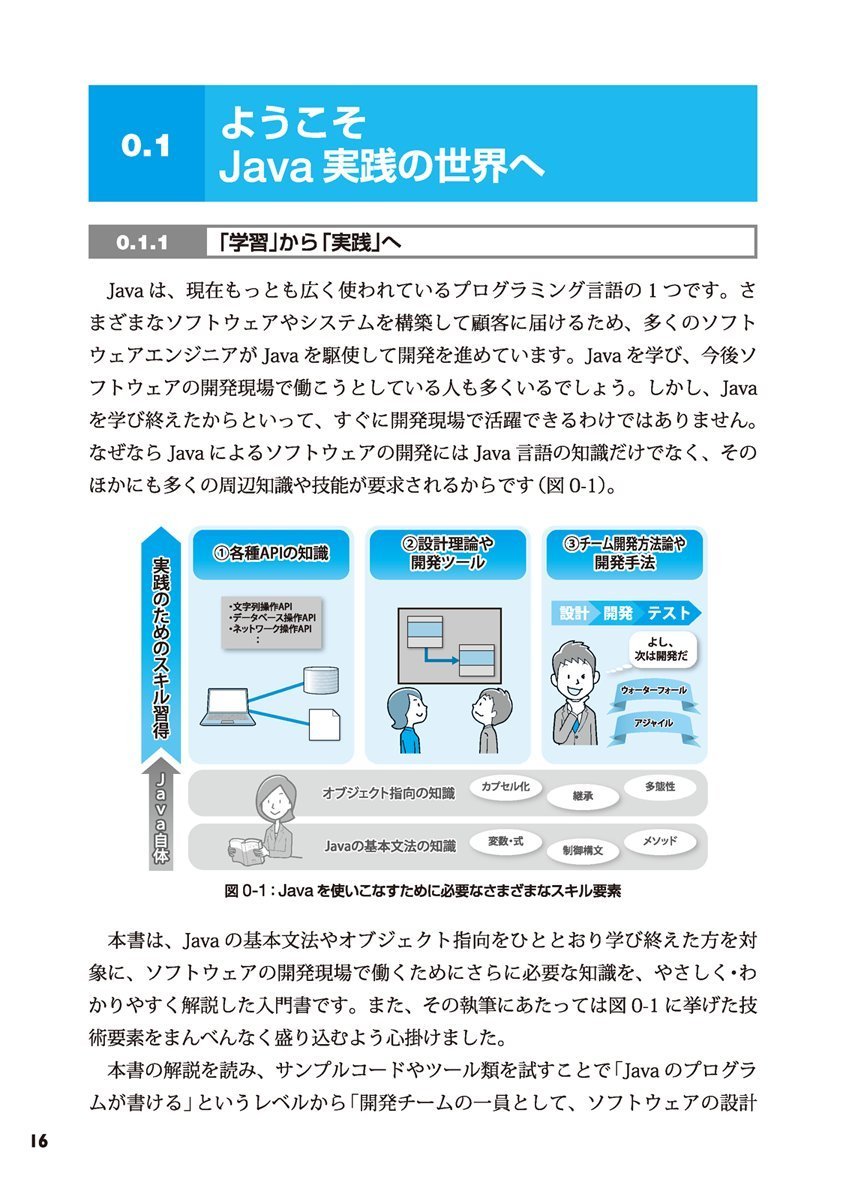 0.1
ようこそ
Java 実践の世界へ
0.1.1
「学習」から「実践」へ
Java は、現在もっとも広く使われているプログラミング言語の 1 つです。さ
まざまなソフトウェアやシステムを構築して顧客に届けるため、多くのソフト
ウェアエンジニアが Java を駆使して開発を進めています。Java を学び、今後ソ
フトウェアの開発現場で働こうとしている人も多くいるでしょう。しかし、Java
を学び終えたからといって、すぐに開発現場で活躍できるわけではありません。
なぜなら Java によるソフトウェアの開発には Java 言語の知識だけでなく、その
ほかにも多くの周辺知識や技能が要求されるからです（図 0-1）。
実践のためのスキル習得
①各種APIの知識
・文字列操作API
・データベース操作API
・ネットワーク操作API
：
②設計理論や
開発ツール
③チーム開発方法論や
開発手法
設計
開発
テスト
よし、
次は開発だ
ウォーターフォール
アジャイル
Java自体
オブジェクト指向の知識
カプセル化
継承
多態性
Javaの基本文法の知識
変数・式
制御構文
メソッド
図 0-1：Java を使いこなすために必要なさまざまなスキル要素
本書は、Java の基本文法やオブジェクト指向をひととおり学び終えた方を対
象に、ソフトウェアの開発現場で働くためにさらに必要な知識を、やさしく・わ
かりやすく解説した入門書です。また、その執筆にあたっては図 0-1 に挙げた技
術要素をまんべんなく盛り込むよう心掛けました。
本書の解説を読み、サンプルコードやツール類を試すことで「Java のプログラ
ムが書ける」というレベルから「開発チームの一員として、ソフトウェアの設計
16